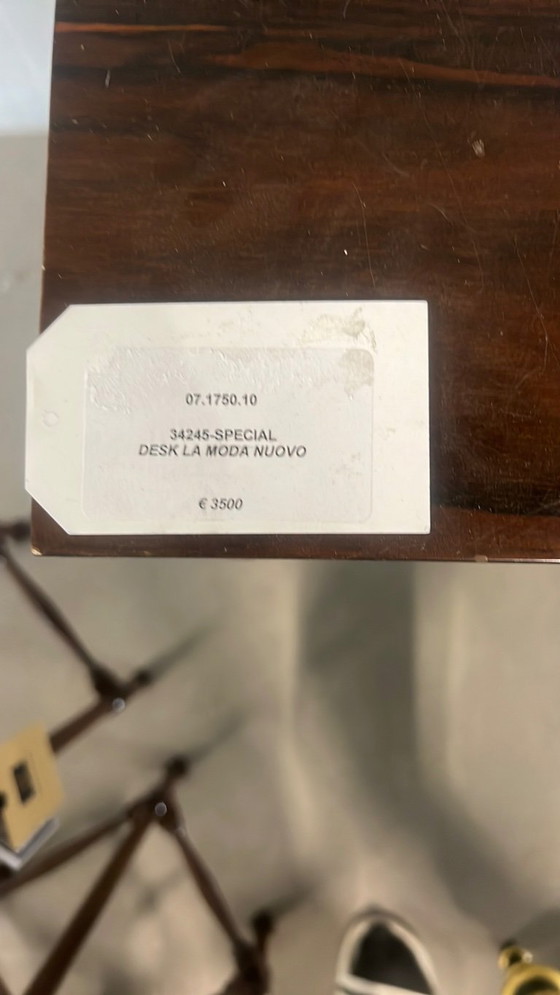 07.1750.10
34245-SPECIAL
DESK LA MODA NUOVO
€ 3500